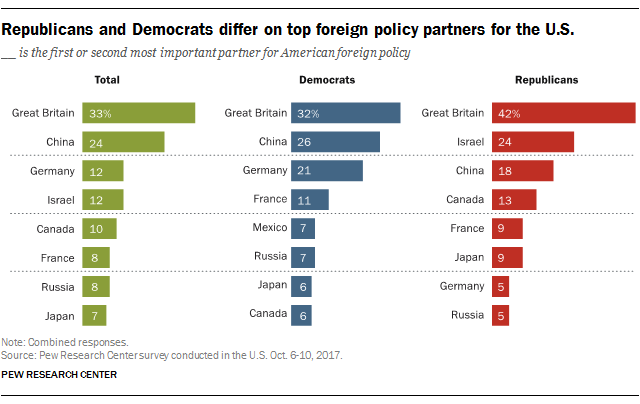 Republicans and Democrats differ on top foreign policy partners for the U.S.
__ is the first or second most important partner for American foreign policy
Total
Great Britain 33%
China 24
Germany 12
Israel 12
Canada 10
France 8
Russia 8
Japan 7
Democrats
Great Britain 32%
China 26
Germany 21
France 11
Mexico 7
Russia 7
Japan 6
Canada 6
Republicans
Great Britain 42%
Israel 24
China 18
Canada 13
France 9
Japan 9
Germany 5
Russia 5
Note: Combined responses.
Source: Pew Research Center survey conducted in the U.S. Oct. 6-10, 2017.
PEW RESEARCH CENTER